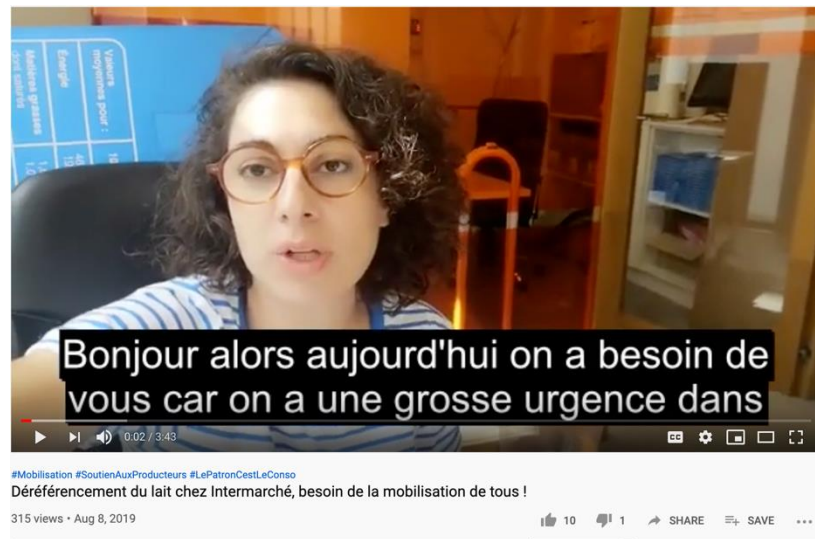 Valeurs
moyennes pour :
Énergie
Matières grasses
dont saturés
Bonjour alors aujourd'hui on a besoin de
vous car on a une grosse urgence dans
0:02 / 3:43
CC
#Mobilisation #SoutienAuxProducteurs #LePatronCestLeConso
Déréférencement du lait chez Intermarché, besoin de la mobilisation de tous !
315 views • Aug 8, 2019
10 1 SHARE SAVE